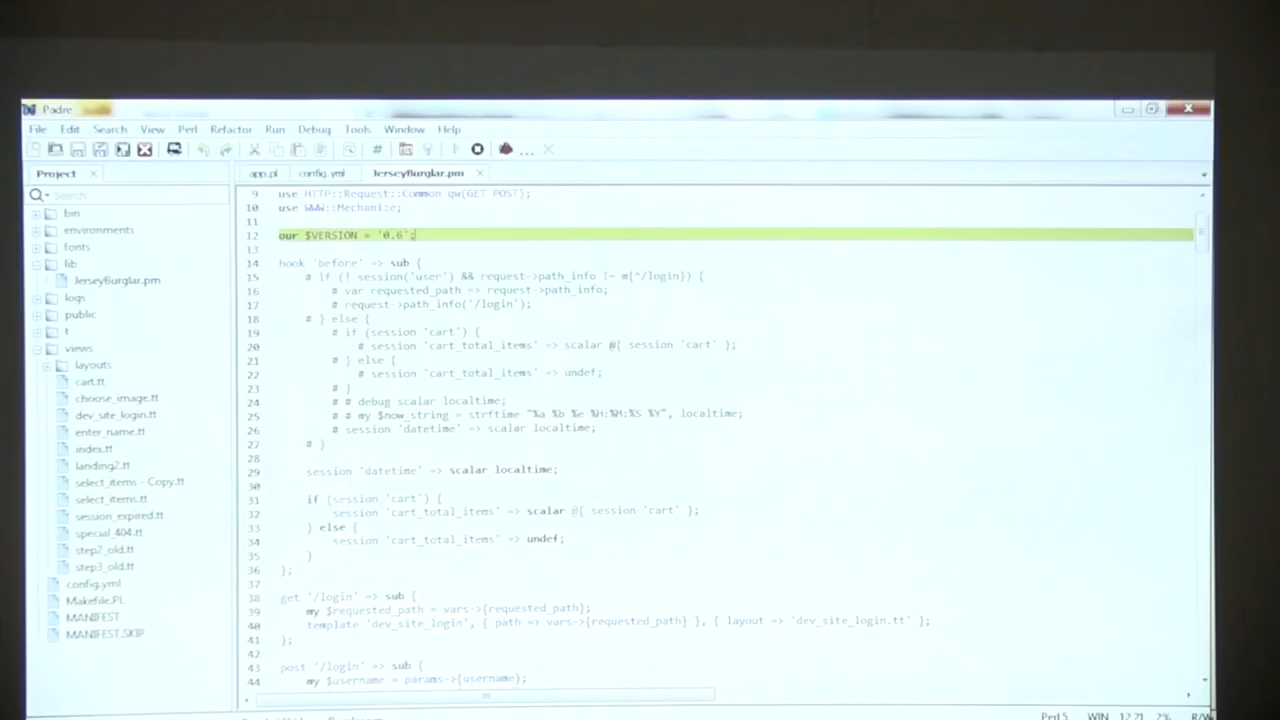 Padre
File Edit Search View Perl Refactor Run Debug Tools Window Help
Project
app.pl config.yml JerseyBurglar.pm
Search
bin
environments
fonts
lib
JerseyBurglar.pm
logs
public
t
views
layouts
cart.tt
choose_image.tt
dev_site_login.tt
enter_name.tt
index.tt
landing2.tt
select_items - Copy.tt
select_items.tt
session_expired.tt
special_404.tt
step2_old.tt
step3_old.tt
config.yml
Makefile.PL
MANIFEST
MANIFEST.SKIP
9 use HTTP::Request::Common qw(GET POST);
10 use WWW::Mechanize;
11
12 our $VERSION = '0.6';
13
14 hook 'before' => sub {
15 # if (! session('user') && request->path_info !~ m{^/login}) {
16 # var requested_path => request->path_info;
17 # request->path_info('/login');
18 # } else {
19 # if (session 'cart') {
20 # session 'cart_total_items' => scalar @{ session 'cart' };
21 # } else {
22 # session 'cart_total_items' => undef;
23 # }
24 # # debug scalar localtime;
25 # # my $now_string = strftime "%a %b %e %H:%M:%S %Y", localtime;
26 # session 'datetime' => scalar localtime;
27 # }
28
29 session 'datetime' => scalar localtime;
30
31 if (session 'cart') {
32 session 'cart_total_items' => scalar @{ session 'cart' };
33 } else {
34 session 'cart_total_items' => undef;
35 }
36 };
37
38 get '/login' => sub {
39 my $requested_path = vars->{requested_path};
40 template 'dev_site_login', { path => vars->{requested_path} }, { layout => 'dev_site_login.tt' };
41 };
42
43 post '/login' => sub {
44 my $username = params->{username};
Perl 5 WIN 12,21 2% R/W